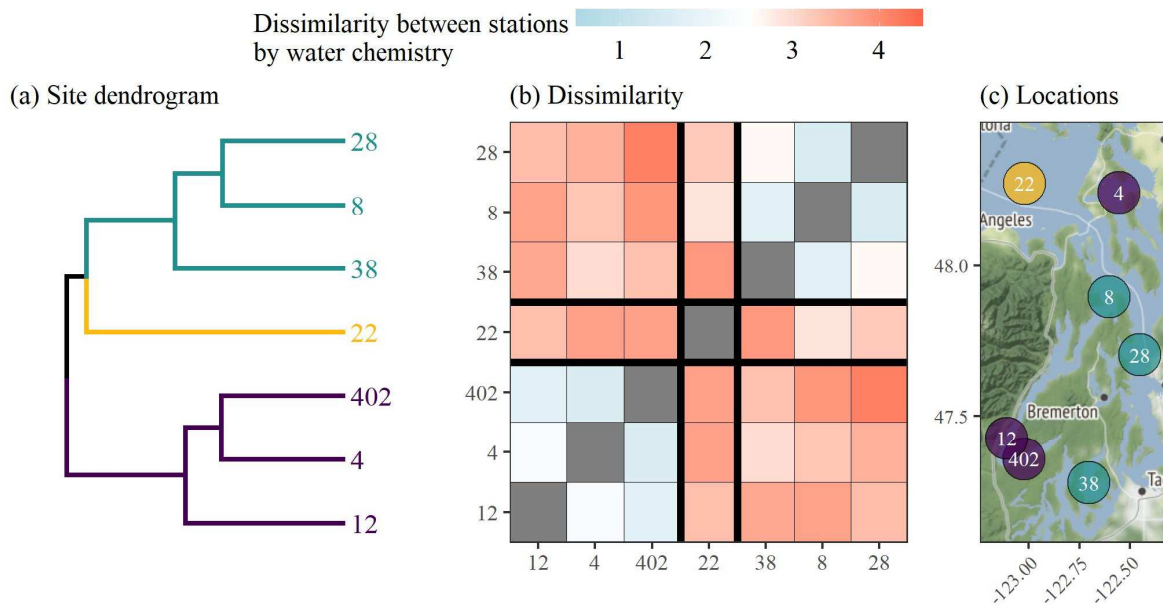 Dissimilarity between stations
by water chemistry
1 2 3 4
(a) Site dendrogram
28
8
38
22
402
4
12
(b) Dissimilarity
28
8
38
22
402
4
12
12 4 402 22 38 8 28
(c) Locations
toria
22
4
Angeles
48.0
8
28
47.5
Bremerton
12
402
38
Ta
-123.00
-122.75
-122.50